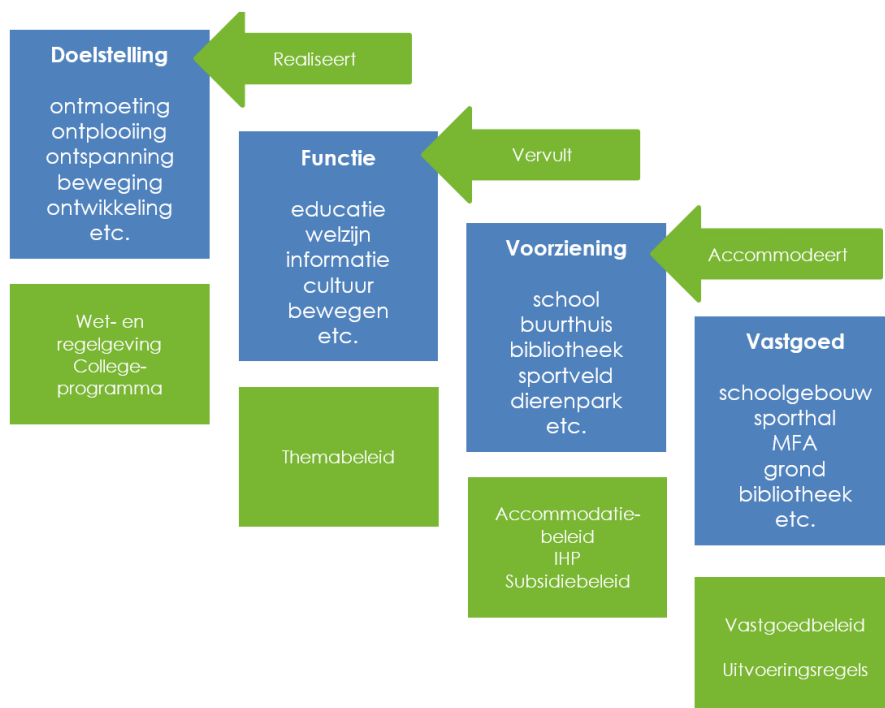 Doelstelling
ontmoeting
ontplooiing
ontspanning
beweging
ontwikkeling
etc.
Realiseert
Wet- en
regelgeving
College-
programma
Functie
educatie
welzijn
informatie
cultuur
bewegen
etc.
Vervult
Themabeleid
Voorziening
school
buurthuis
bibliotheek
sportveld
dierenpark
etc.
Accommodeert
Accommodatie-
beleid
IHP
Subsidiebeleid
Vastgoed
schoolgebouw
sporthal
MFA
grond
bibliotheek
etc.
Vastgoedbeleid
Uitvoeringsregels